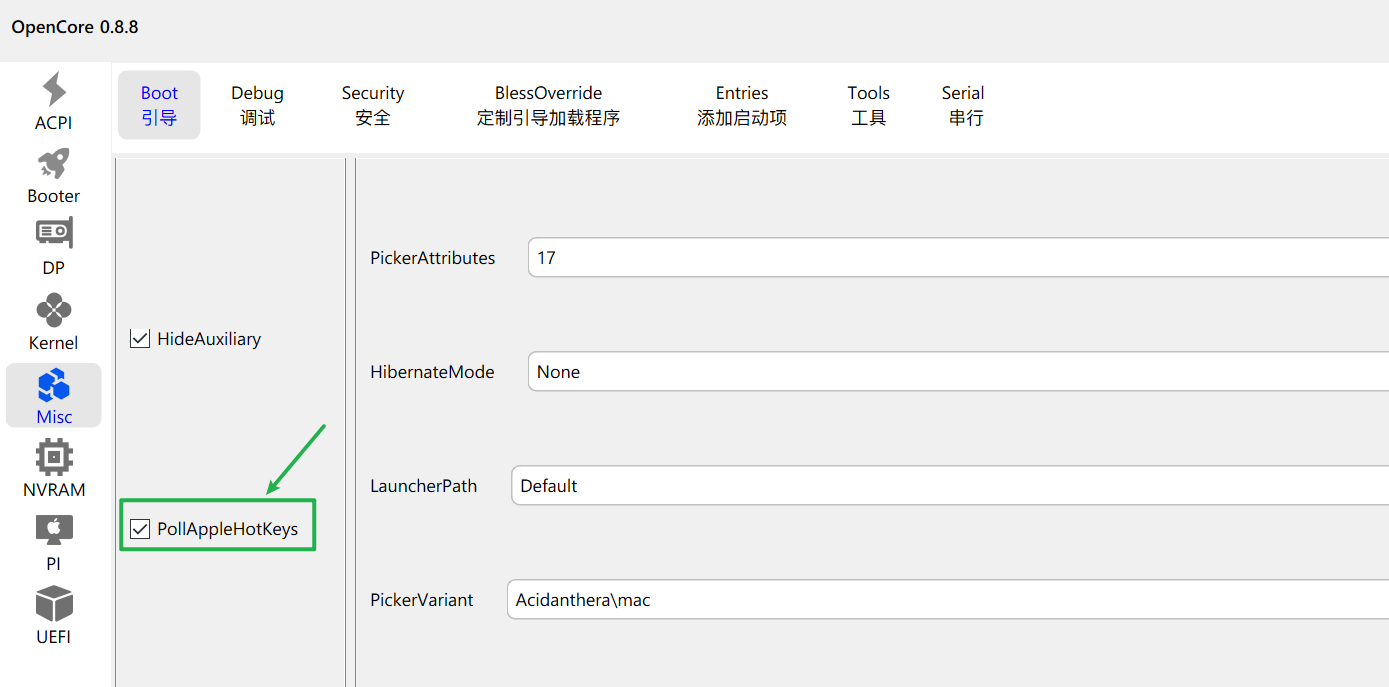 OpenCore 0.8.8
ACPI
Booter
DP
Kernel
Misc
NVRAM
PI
UEFI
Boot
引导
Debug
调试
Security
安全
BlessOverride
定制引导加载程序
Entries
添加启动项
Tools
工具
Serial
串行
HideAuxiliary
PollAppleHotKeys
PickerAttributes
17
HibernateMode
None
LauncherPath
Default
PickerVariant
Acidanthera\mac